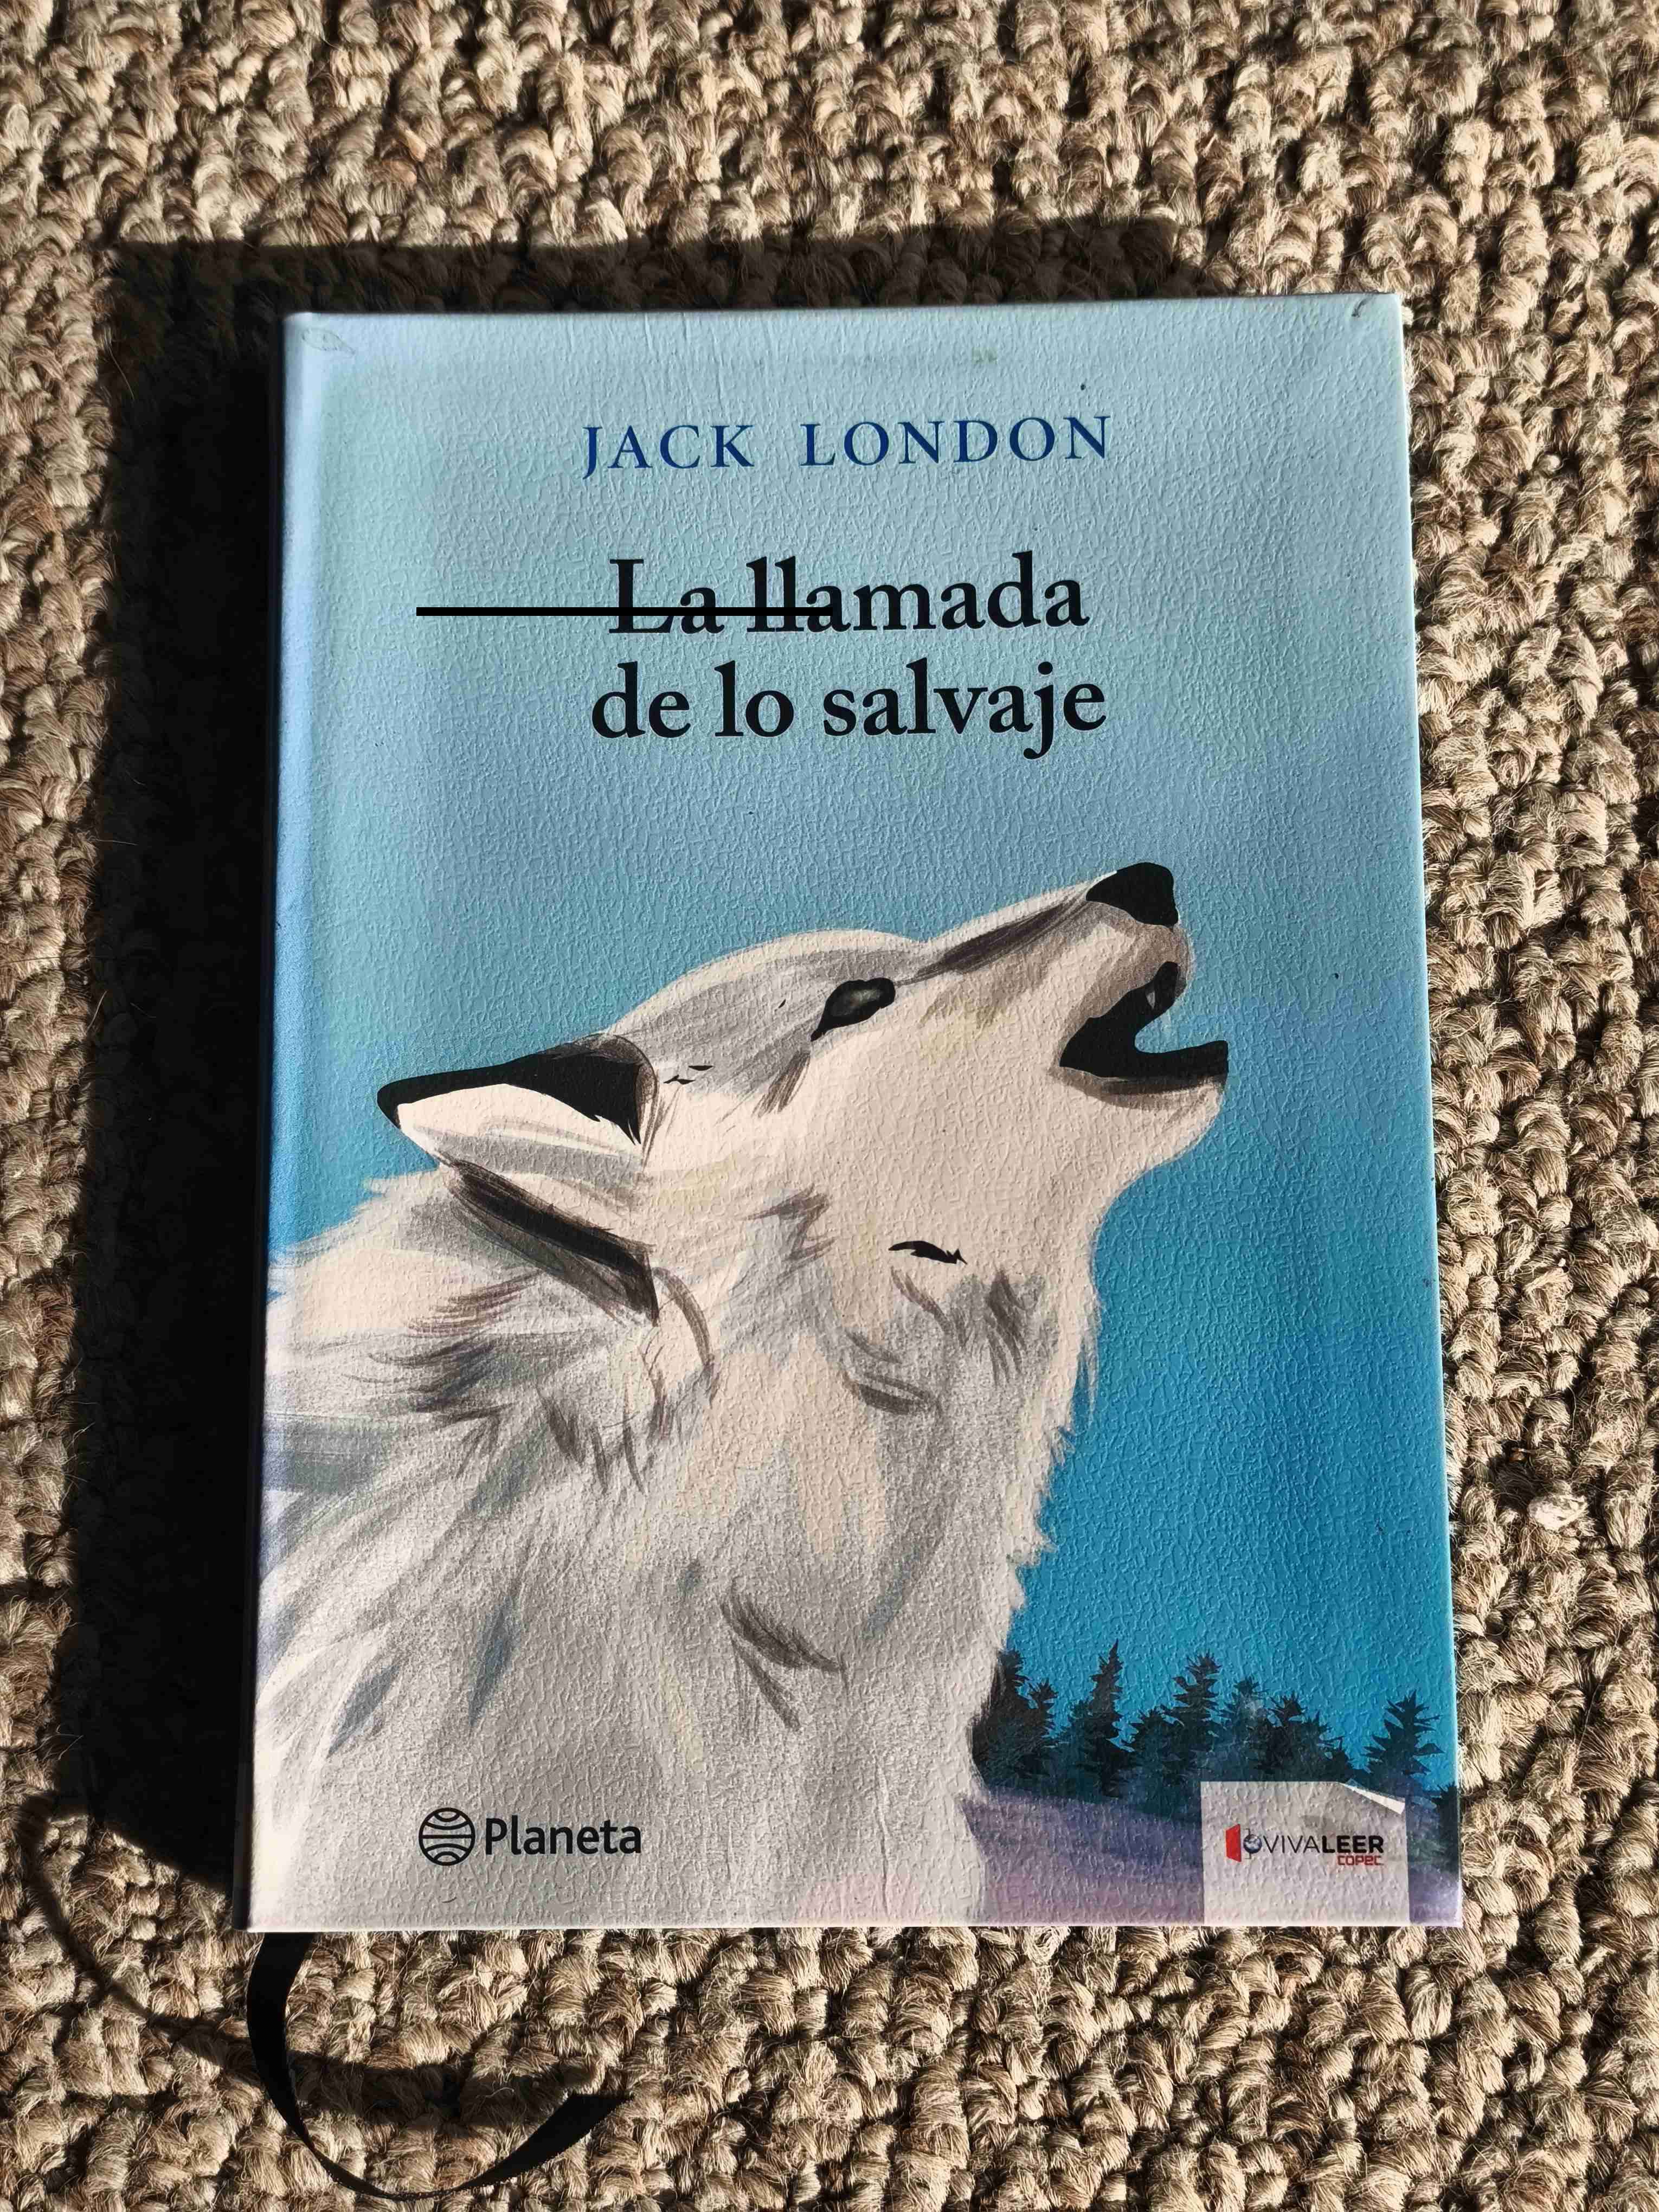 JACK LONDON
La llamada
de lo salvaje
Planeta
VIVALEER
copec